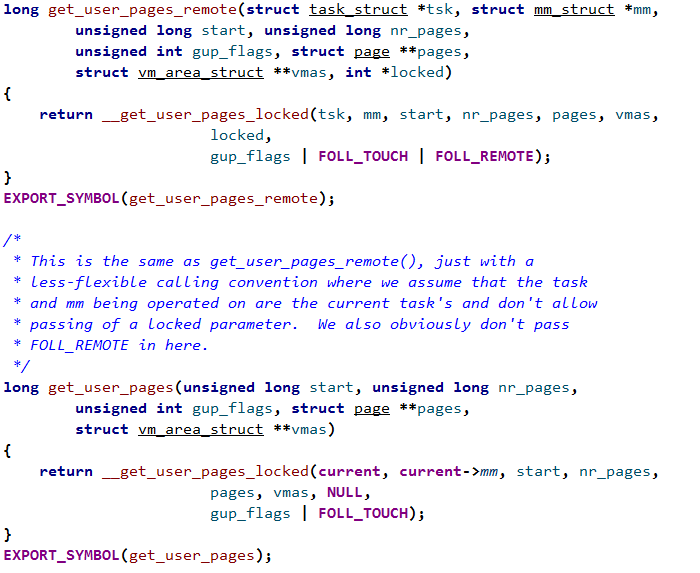 long get_user_pages_remote(struct task_struct *tsk, struct mm_struct *mm,
        unsigned long start, unsigned long nr_pages,
        unsigned int gup_flags, struct page **pages,
        struct vm_area_struct **vmas, int *locked)
{
    return __get_user_pages_locked(tsk, mm, start, nr_pages, pages, vmas,
                       locked,
                       gup_flags | FOLL_TOUCH | FOLL_REMOTE);
}
EXPORT_SYMBOL(get_user_pages_remote);

/*
 * This is the same as get_user_pages_remote(), just with a
 * less-flexible calling convention where we assume that the task
 * and mm being operated on are the current task's and don't allow
 * passing of a locked parameter.  We also obviously don't pass
 * FOLL_REMOTE in here.
 */
long get_user_pages(unsigned long start, unsigned long nr_pages,
        unsigned int gup_flags, struct page **pages,
        struct vm_area_struct **vmas)
{
    return __get_user_pages_locked(current, current->mm, start, nr_pages,
                       pages, vmas, NULL,
                       gup_flags | FOLL_TOUCH);
}
EXPORT_SYMBOL(get_user_pages);